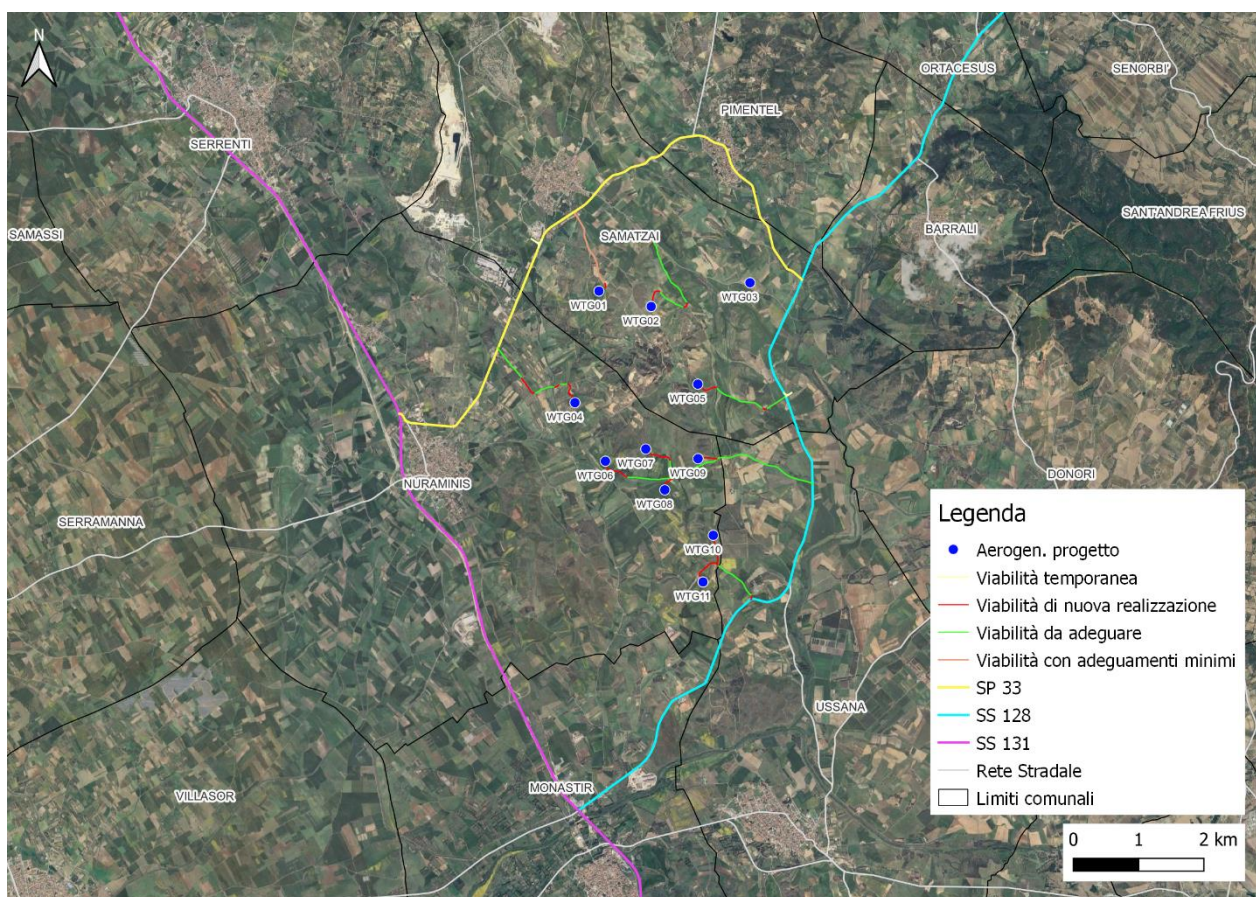 N
ORTACESUS
SENORBI'
PIMENTEL
SERRENTI
SANT'ANDREA FRIUS
BARRALI
SAMASSI
SAMATZAI
WTG03
WTG01
WTG02
WTG05
WTG04
WTG07
WTG09
WTG06
DONORI
NURAMINIS
WTG08
SERRAMANNA
WTG10
WTG11
USSANA
MONASTIR
VILLASOR
Legenda
Aerogen. progetto
Viabilità temporanea
Viabilità di nuova realizzazione
Viabilità da adeguare
Viabilità con adeguamenti minimi
SP 33
SS 128
SS 131
Rete Stradale
Limiti comunali
0 1 2 km